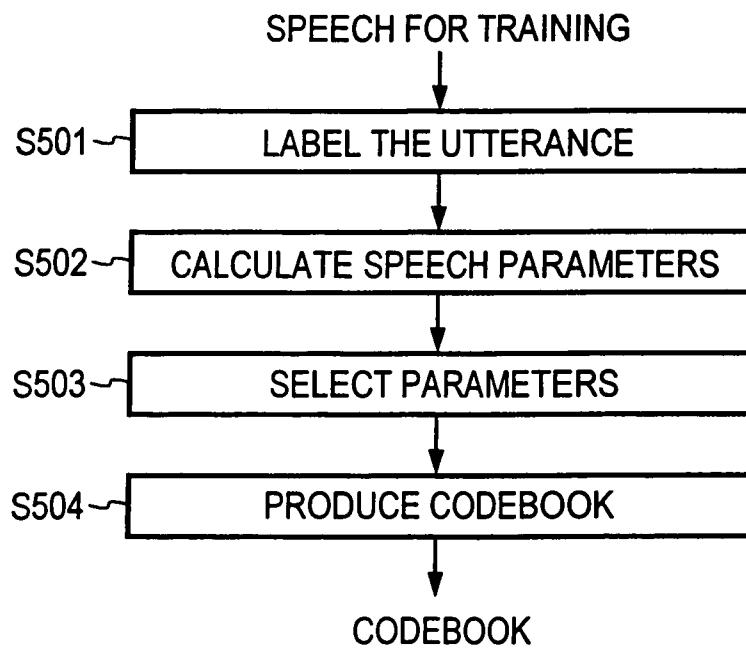 SPEECH FOR TRAINING
S501 LABEL THE UTTERANCE
S502 CALCULATE SPEECH PARAMETERS
S503 SELECT PARAMETERS
S504 PRODUCE CODEBOOK
CODEBOOK